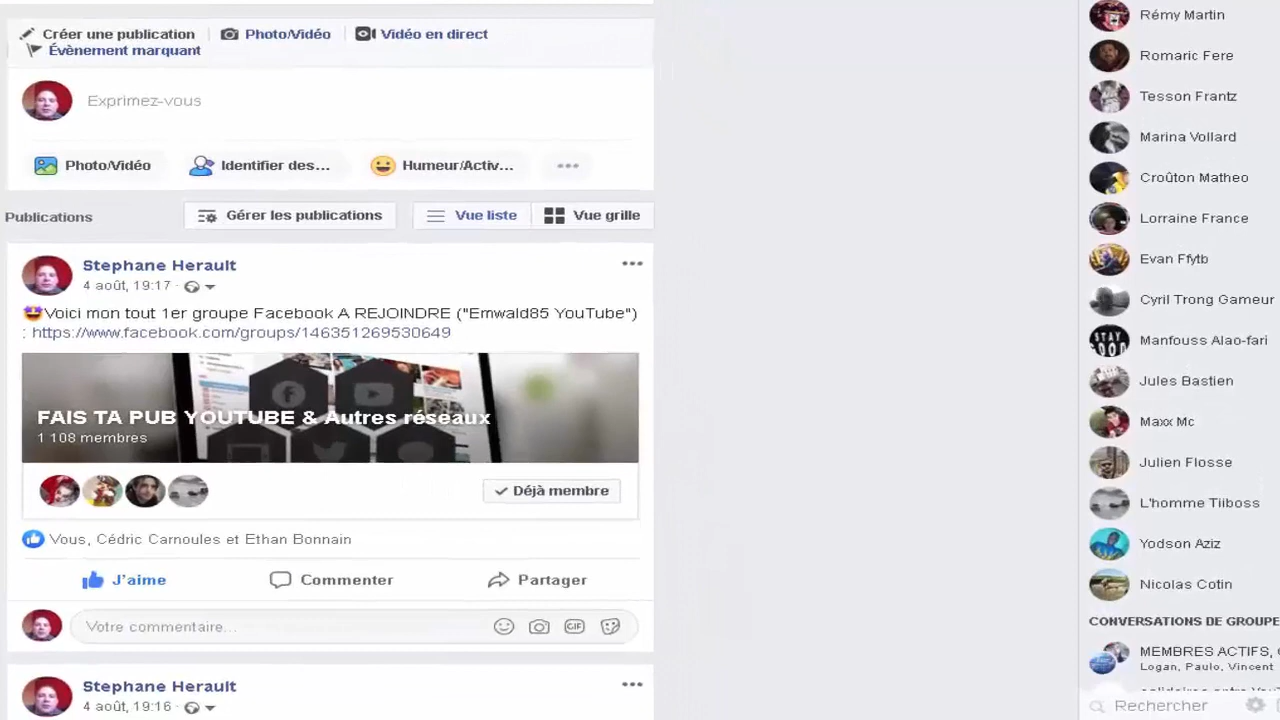 Créer une publication
Photo/Vidéo
Vidéo en direct
Évènement marquant
Exprimez-vous
Photo/Vidéo
Identifier des...
Humeur/Activ...
Publications
Gérer les publications
Vue liste
Vue grille
Stephane Herault
4 août, 19:17
Voici mon tout 1er groupe Facebook A REJOINDRE ("Emwald85 YouTube")
: https://www.facebook.com/groups/146351269530649
FAIS TA PUB YOUTUBE & Autres réseaux
1 108 membres
Déjà membre
Vous, Cédric Carnoules et Ethan Bonnain
J'aime
Commenter
Partager
Votre commentaire...
GIF
Stephane Herault
4 août, 19:16
Rémy Martin
Romaric Fere
Tesson Frantz
Marina Vollard
Croûton Matheo
Lorraine France
Evan Ffytb
Cyril Trong Gameur
STAY
GOOD
Manfouss Alao-fari
Jules Bastien
Maxx Mc
Julien Flosse
L'homme Tiiboss
Yodson Aziz
Nicolas Cotin
CONVERSATIONS DE GROUPE
MEMBRES ACTIFS,
Logan, Paulo, Vincent
Rechercher